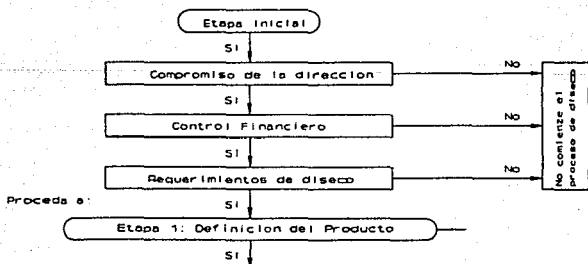 Etapa Inicial
Si
Compromiso de la direccion
No
Si
Control Financiero
No
Si
Requerimientos de diseco
No
No comienze el
proceso de diseco
Proceda a:
Si
Etapa 1: Definicion del Producto
Si